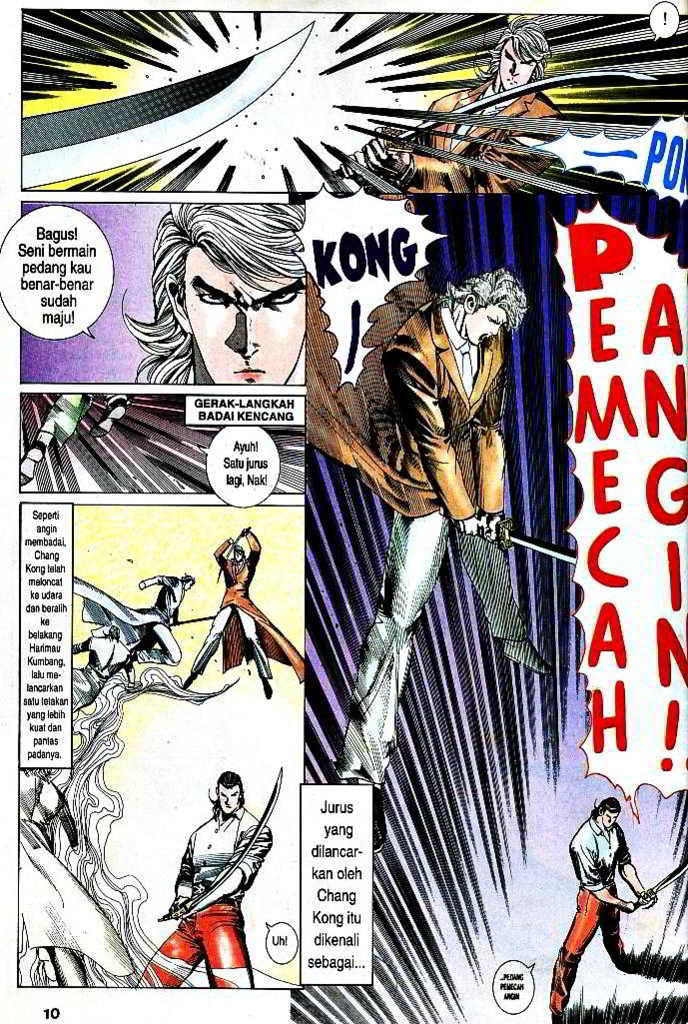 !
— PON
Bagus!
Seni bermain
pedang kau
benar-benar
sudah
maju!
KONG
GERAK-LANGKAH
BADAI KENCANG
Ayuh!
Satu jurus
lagi, Nak!
Seperti
angin
membadai,
Chang
Kong telah
meloncat
ke udara
dan beralih
ke
belakang
Harimau
Kumbang,
lalu me-
lancarkan
satu tetakan
yang lebih
kuat dan
pantas
padanya.
Uh!
Jurus
yang
dilancar-
kan oleh
Chang
Kong itu
dikenali
sebagai...
PEMECAH
ANGIN!
...PEDANG
PEMECAH
ANGIN
10